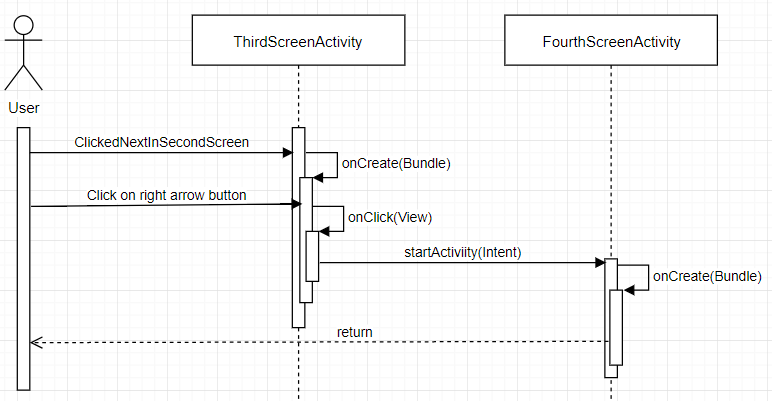 ThirdScreenActivity
FourthScreenActivity
User
ClickedNextInSecondScreen
onCreate(Bundle)
Click on right arrow button
onClick(View)
startActiviity(Intent)
onCreate(Bundle)
return